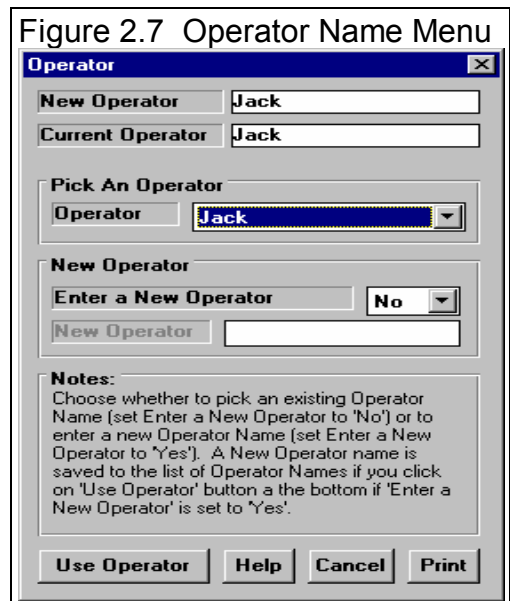 Figure 2.7 Operator Name Menu
Operator
New Operator Jack
Current Operator Jack
Pick An Operator
Operator Jack
New Operator
Enter a New Operator No
New Operator
Notes:
Choose whether to pick an existing Operator
Name (set Enter a New Operator to 'No') or to
enter a new Operator Name (set Enter a New
Operator to 'Yes'). A New Operator name is
saved to the list of Operator Names if you click
on 'Use Operator' button a the bottom if 'Enter a
New Operator' is set to 'Yes'.
Use Operator Help Cancel Print